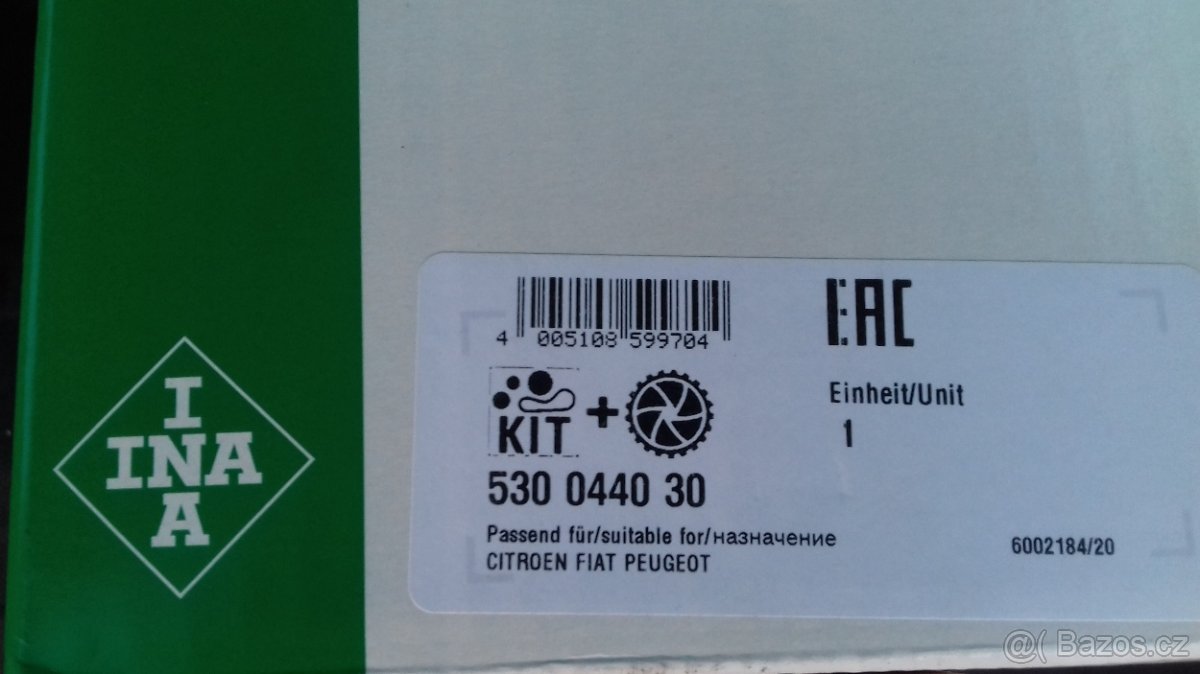 I
INA
A
4 005108 599704
EAC
KIT +
Einheit/Unit
1
530 0440 30
Passend für/suitable for/назначение
CITROEN FIAT PEUGEOT
6002184/20
@( Bazos.cz